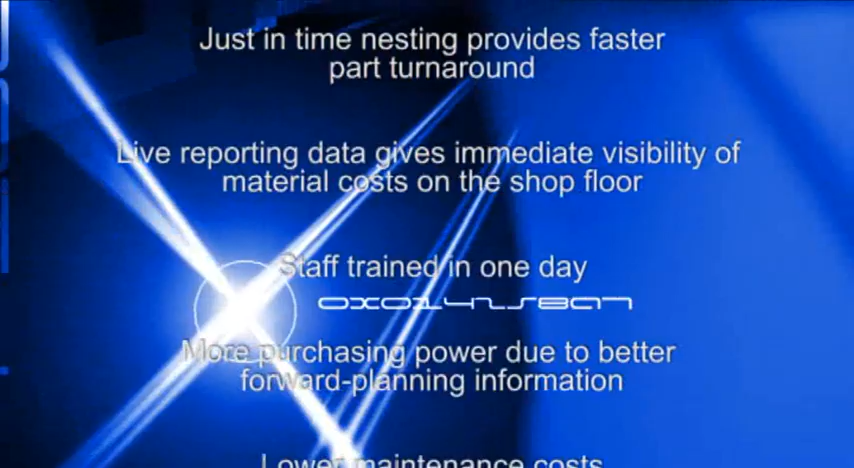 Just in time nesting provides faster
part turnaround
Live reporting data gives immediate visibility of
material costs on the shop floor
Staff trained in one day
More purchasing power due to better
forward-planning information
Lower maintenance costs